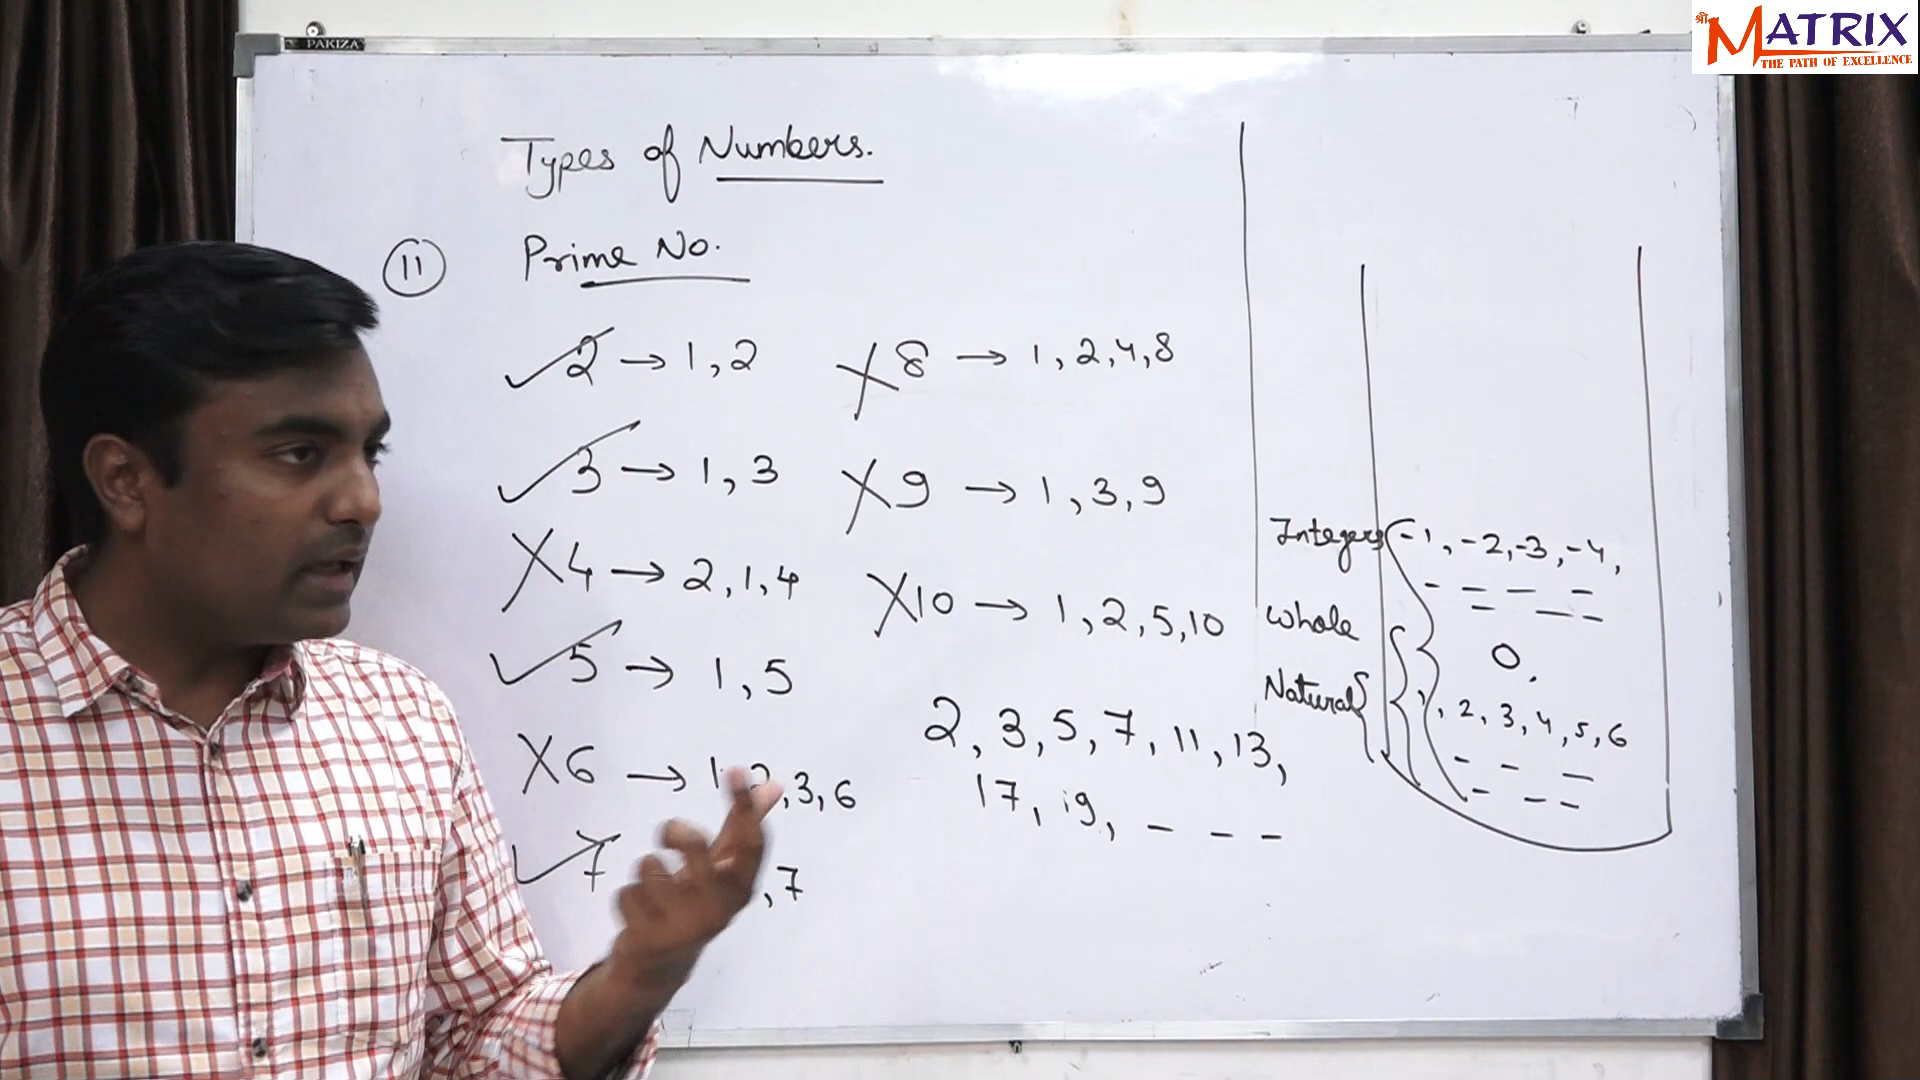 PAKIZA
श्री MATRIX
THE PATH OF EXCELLENCE
Types of Numbers.
11 Prime No.
2 → 1, 2
3 → 1, 3
4 → 2, 1, 4
5 → 1, 5
6 → 1, 2, 3, 6
7 , 7
8 → 1, 2, 4, 8
9 → 1, 3, 9
10 → 1, 2, 5, 10
2, 3, 5, 7, 11, 13,
17, 19, - - -
Integers -1, -2, -3, -4,
Whole 0,
Natural 1, 2, 3, 4, 5, 6